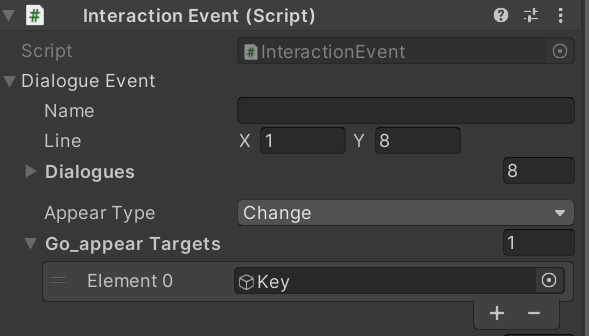 Interaction Event (Script)
Script InteractionEvent
Dialogue Event
Name
Line X 1 Y 8
Dialogues 8
Appear Type Change
Go_appear Targets 1
Element 0 Key
+ −